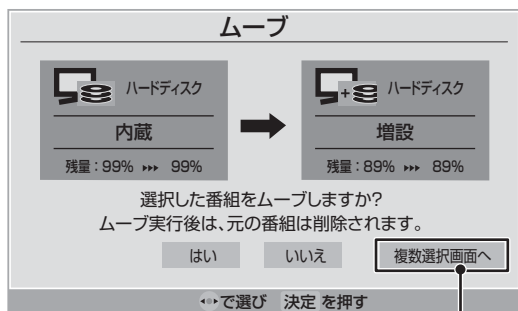 ムーブ
ハードディスク
内蔵
残量：99% ▸▸▸ 99%
ハードディスク
増設
残量：89% ▸▸▸ 89%
選択した番組をムーブしますか?
ムーブ実行後は、元の番組は削除されます。
はい いいえ 複数選択画面へ
で選び 決定 を押す